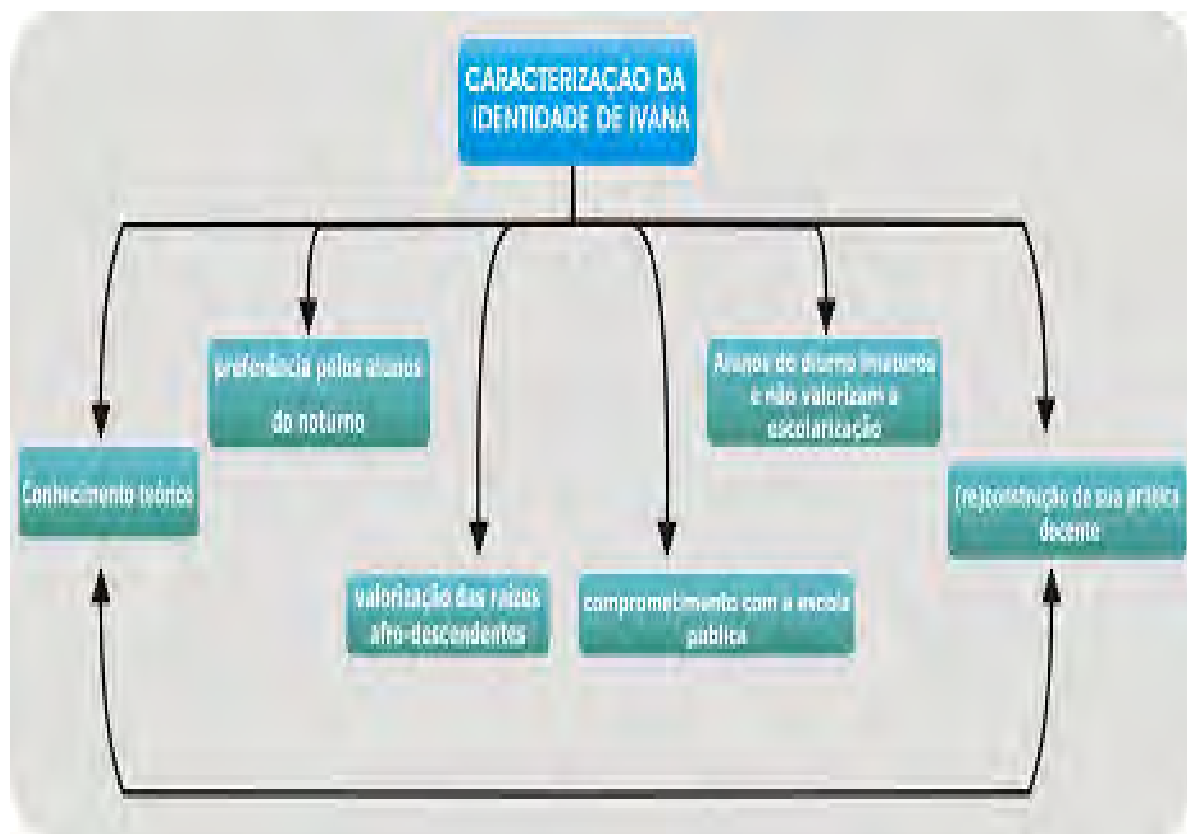 CARACTERIZAÇÃO DA
IDENTIDADE DE IVANA
preferência pelos alunos
do noturno
Alunos do diurno imaturos
e não valorizam a
escolarização
Conhecimento teórico
(re)construção de sua prática
docente
valorização das raízes
afro-descendentes
comprometimento com a escola
pública